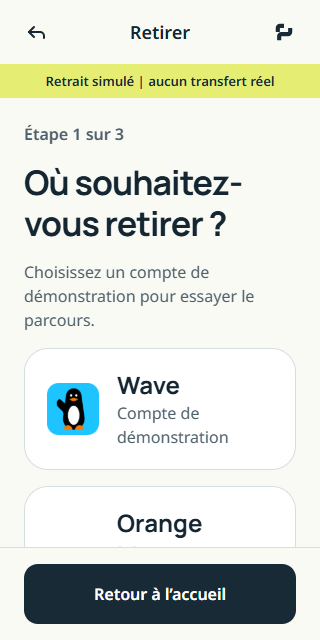 Retirer
Retrait simulé | aucun transfert réel
Étape 1 sur 3
Où souhaitez-
vous retirer ?
Choisissez un compte de
démonstration pour essayer le
parcours.
Wave
Compte de
démonstration
Orange
Retour à l’accueil